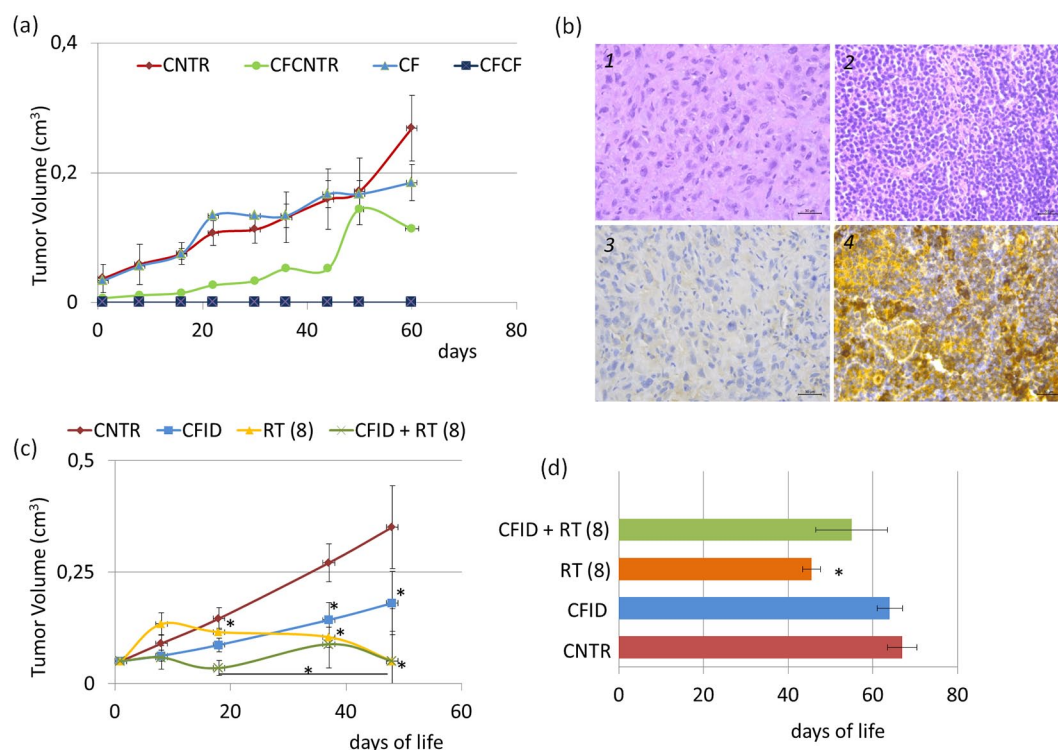 (a)
0,4
CNTR CFCNTR CF CFCF
Tumor Volume (cm³)
0,2
0
0 20 40 60 80
days
(b)
1
2
3
4
CNTR CFID RT (8) CFID + RT (8)
(c)
0,5
Tumor Volume (cm³)
0,25
*
*
*
*
*
*
0
0 20 40 60
days of life
(d)
CFID + RT (8)
RT (8)
*
CFID
CNTR
0 20 40 60 80
days of life